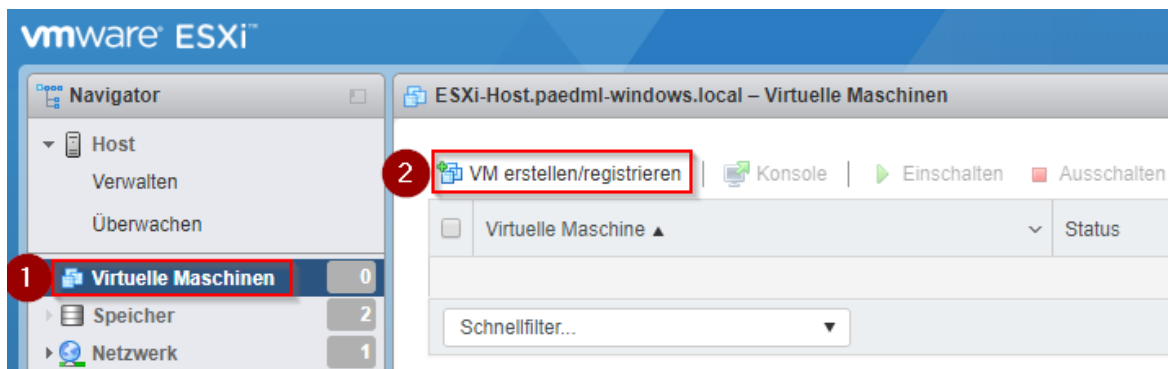 vmware ESXi™
Navigator
ESXi-Host.paedml-windows.local – Virtuelle Maschinen
Host
Verwalten
Überwachen
2 VM erstellen/registrieren | Konsole | Einschalten Ausschalten
Virtuelle Maschine ▲ Status
1 Virtuelle Maschinen 0
Speicher 2
Netzwerk 1
Schnellfilter...